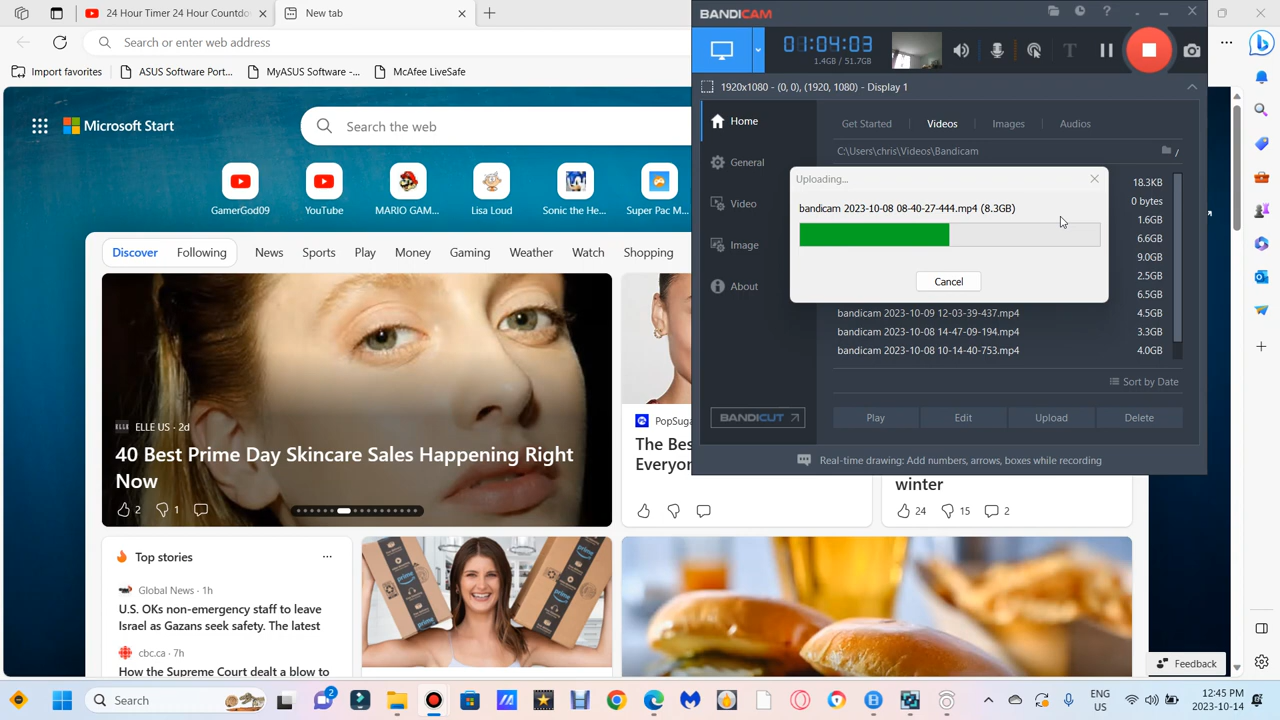 24 Hour Timer 24 Hour Countdo
New tab
Search or enter web address
Import favorites
ASUS Software Port...
MyASUS Software -...
McAfee LiveSafe
Microsoft Start
Search the web
GamerGod09
YouTube
MARIO GAM...
Lisa Loud
Sonic the He...
Super Pac M...
Discover
Following
News
Sports
Play
Money
Gaming
Weather
Watch
Shopping
ELLE US · 2d
40 Best Prime Day Skincare Sales Happening Right
Now
2
1
PopSuga
The Bes
Everyon
winter
24
15
2
Top stories
Global News · 1h
U.S. OKs non-emergency staff to leave
Israel as Gazans seek safety. The latest
cbc.ca · 7h
How the Supreme Court dealt a blow to
prime
Feedback
BANDICAM
00:04:03
1.4GB / 51.7GB
1920x1080 - (0, 0), (1920, 1080) - Display 1
Home
General
Video
Image
About
BANDICUT
Get Started
Videos
Images
Audios
C:\Users\chris\Videos\Bandicam
/
18.3KB
0 bytes
1.6GB
6.6GB
9.0GB
2.5GB
6.5GB
Uploading...
bandicam 2023-10-08 08-40-27-444.mp4 (8.3GB)
Cancel
bandicam 2023-10-09 12-03-39-437.mp4 4.5GB
bandicam 2023-10-08 14-47-09-194.mp4 3.3GB
bandicam 2023-10-08 10-14-40-753.mp4 4.0GB
Sort by Date
Play
Edit
Upload
Delete
Real-time drawing: Add numbers, arrows, boxes while recording
Search
2
ENG
US
12:45 PM
2023-10-14